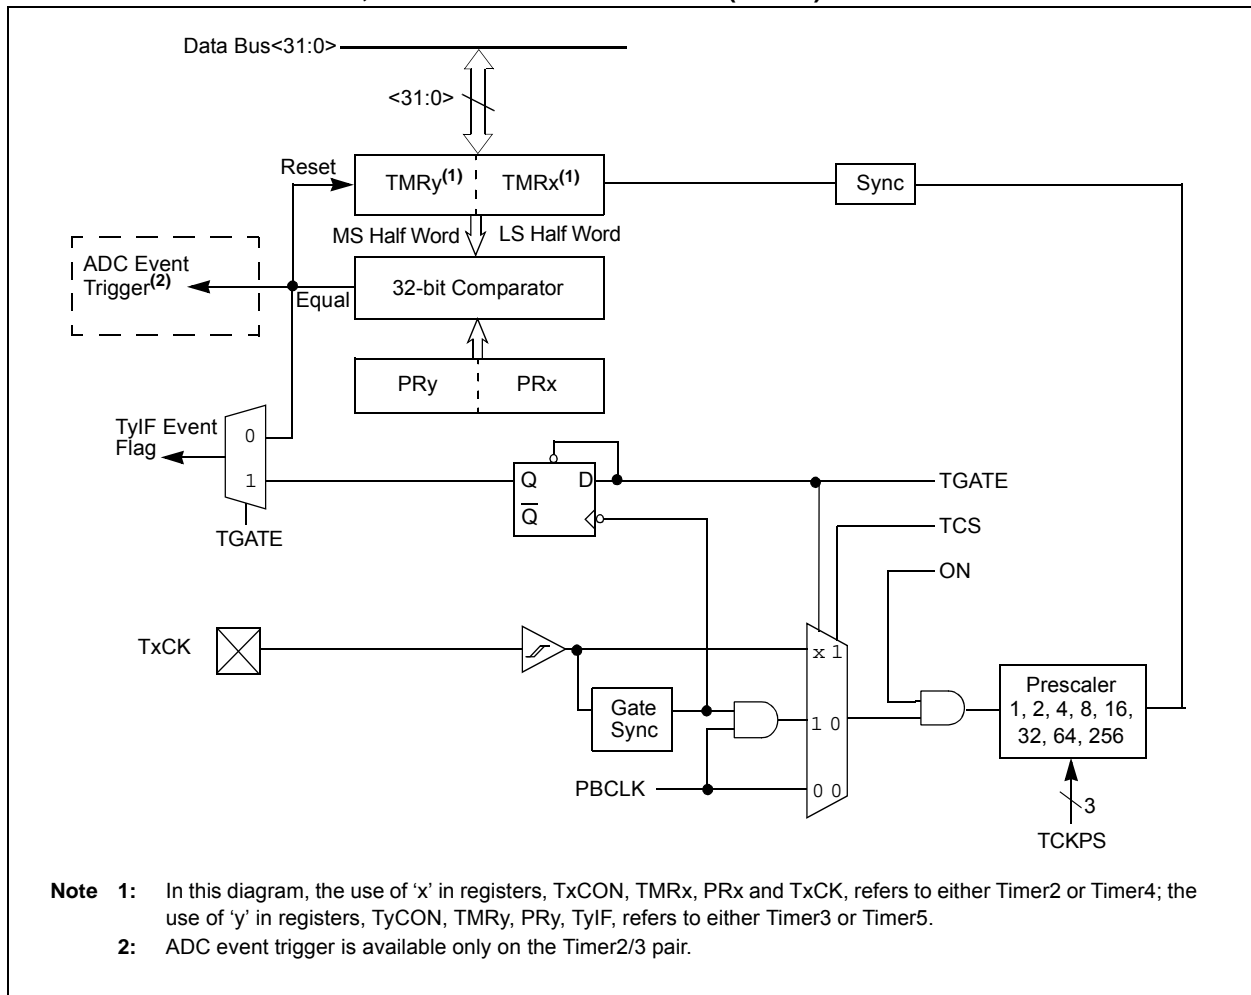 Data Bus<31:0>
<31:0>
Reset
TMRy(1) TMRx(1)
Sync
MS Half Word LS Half Word
ADC Event
Trigger(2)
Equal
32-bit Comparator
PRy PRx
TyIF Event
Flag
0
1
TGATE
Q D
Q
TGATE
TCS
ON
TxCK
x 1
Gate
Sync
1 0
Prescaler
1, 2, 4, 8, 16,
32, 64, 256
PBCLK
0 0
3
TCKPS
Note 1: In this diagram, the use of ‘x’ in registers, TxCON, TMRx, PRx and TxCK, refers to either Timer2 or Timer4; the
use of ‘y’ in registers, TyCON, TMRy, PRy, TyIF, refers to either Timer3 or Timer5.
2: ADC event trigger is available only on the Timer2/3 pair.